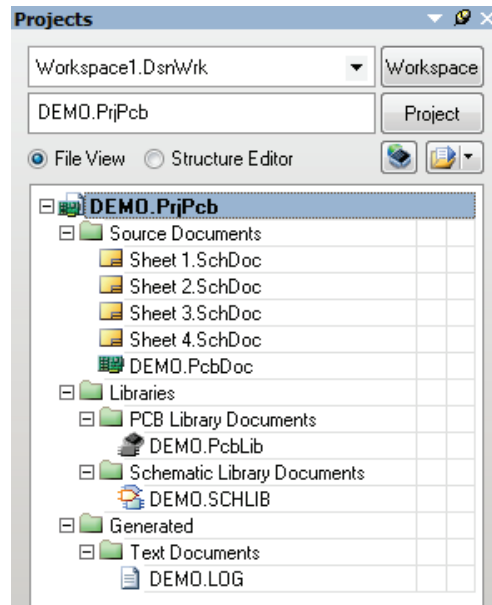 Projects
Workspace1.DsnWrk Workspace
DEMO.PrjPcb Project
File View Structure Editor
DEMO.PrjPcb
Source Documents
Sheet 1.SchDoc
Sheet 2.SchDoc
Sheet 3.SchDoc
Sheet 4.SchDoc
DEMO.PcbDoc
Libraries
PCB Library Documents
DEMO.PcbLib
Schematic Library Documents
DEMO.SCHLIB
Generated
Text Documents
DEMO.LOG